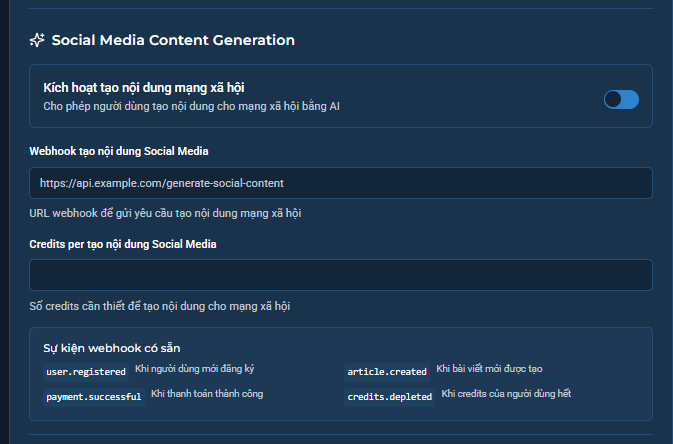 Social Media Content Generation
Kích hoạt tạo nội dung mạng xã hội
Cho phép người dùng tạo nội dung cho mạng xã hội bằng AI
Webhook tạo nội dung Social Media
https://api.example.com/generate-social-content
URL webhook để gửi yêu cầu tạo nội dung mạng xã hội
Credits per tạo nội dung Social Media
Số credits cần thiết để tạo nội dung cho mạng xã hội
Sự kiện webhook có sẵn
user.registered Khi người dùng mới đăng ký
article.created Khi bài viết mới được tạo
payment.successful Khi thanh toán thành công
credits.depleted Khi credits của người dùng hết